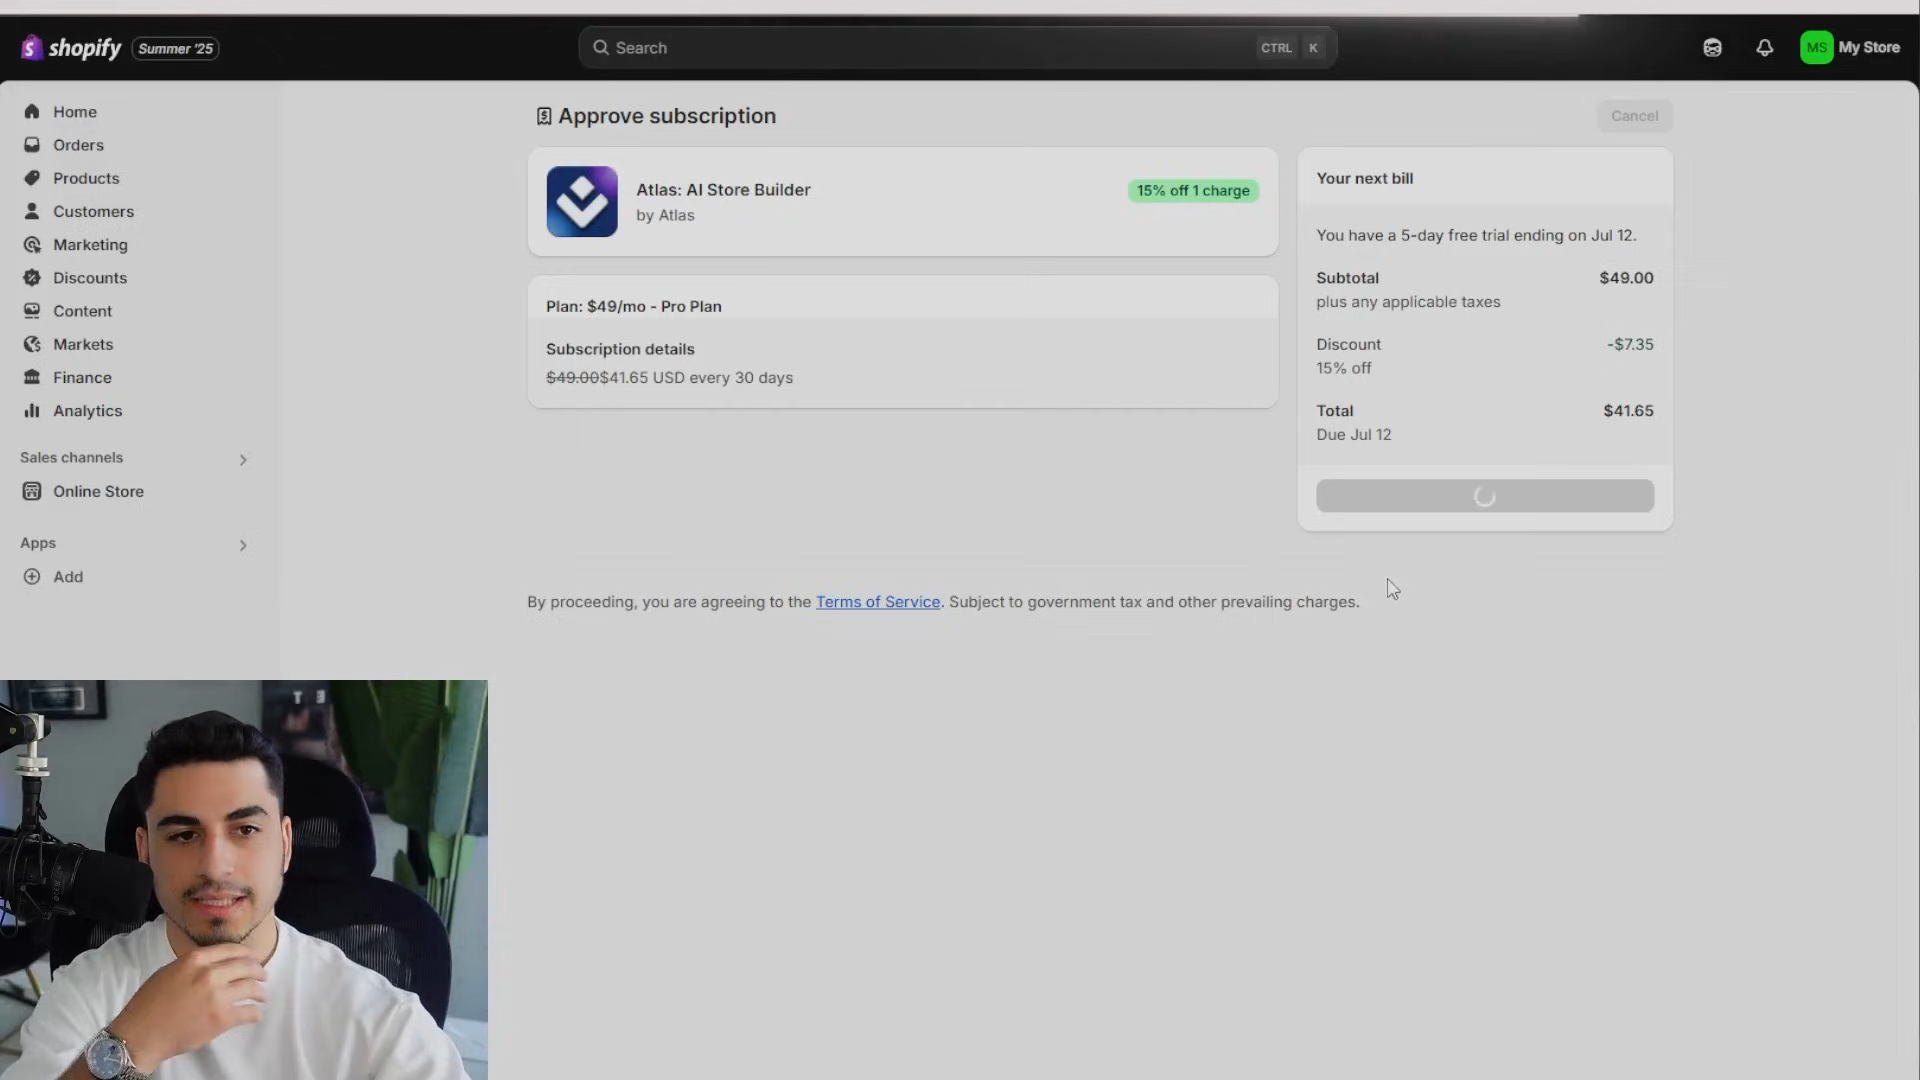 shopify
Summer '25
Search
CTRL K
MS
My Store
Home
Orders
Products
Customers
Marketing
Discounts
Content
Markets
Finance
Analytics
Sales channels
Online Store
Apps
Add
Approve subscription
Cancel
Atlas: AI Store Builder
by Atlas
15% off 1 charge
Plan: $49/mo - Pro Plan
Subscription details
$49.00$41.65 USD every 30 days
Your next bill
You have a 5-day free trial ending on Jul 12.
Subtotal $49.00
plus any applicable taxes
Discount -$7.35
15% off
Total $41.65
Due Jul 12
By proceeding, you are agreeing to the Terms of Service. Subject to government tax and other prevailing charges.